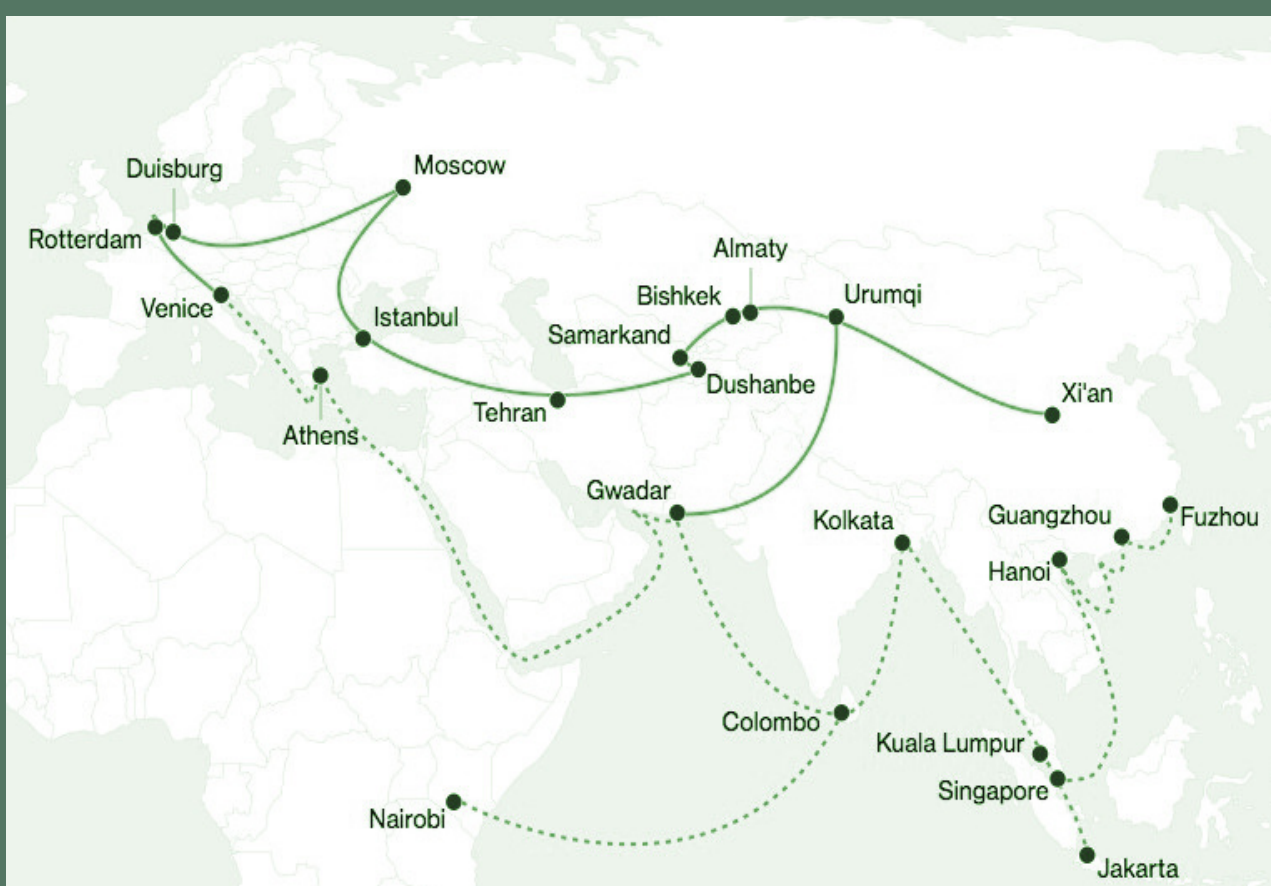 Moscow
Duisburg
Rotterdam
Almaty
Venice
Bishkek
Urumqi
Istanbul
Samarkand
Dushanbe
Xi'an
Tehran
Athens
Gwadar
Kolkata
Guangzhou
Fuzhou
Hanoi
Colombo
Kuala Lumpur
Singapore
Nairobi
Jakarta